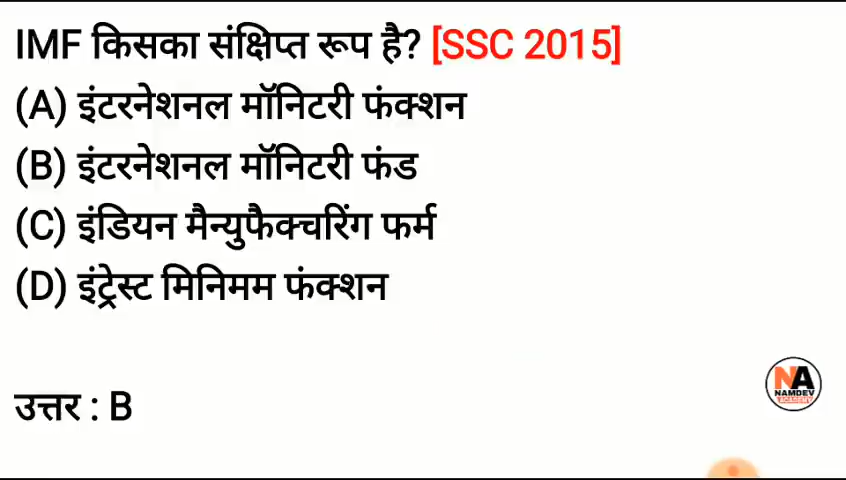 IMF किसका संक्षिप्त रूप है? [SSC 2015]
(A) इंटरनेशनल मॉनिटरी फंक्शन
(B) इंटरनेशनल मॉनिटरी फंड
(C) इंडियन मैन्युफैक्चरिंग फर्म
(D) इंट्रेस्ट मिनिमम फंक्शन
उत्तर : B
NA
NAMDEV
ACADEMY